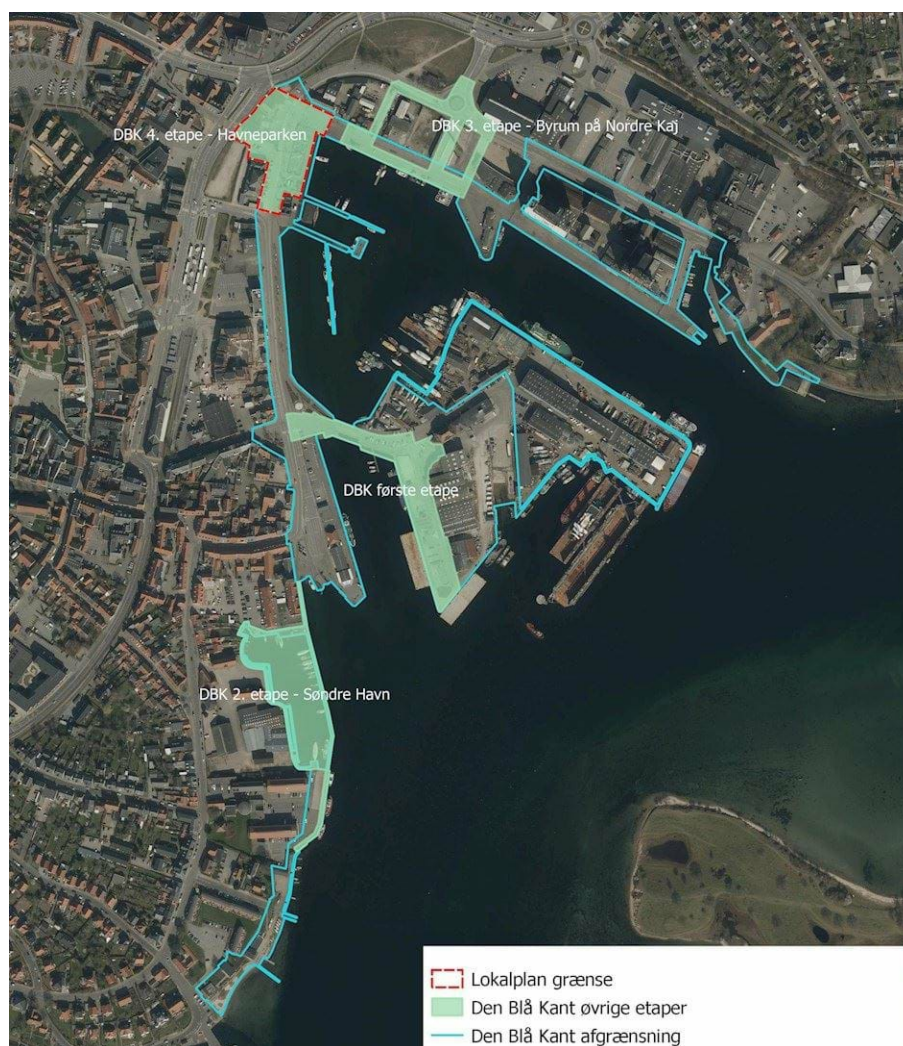 DBK 4. etape - Havneparken
DBK 3. etape - Byrum på Nordre Kaj
DBK første etape
DBK 2. etape - Søndre Havn
Lokalplan grænse
Den Blå Kant øvrige etaper
Den Blå Kant afgrænsning